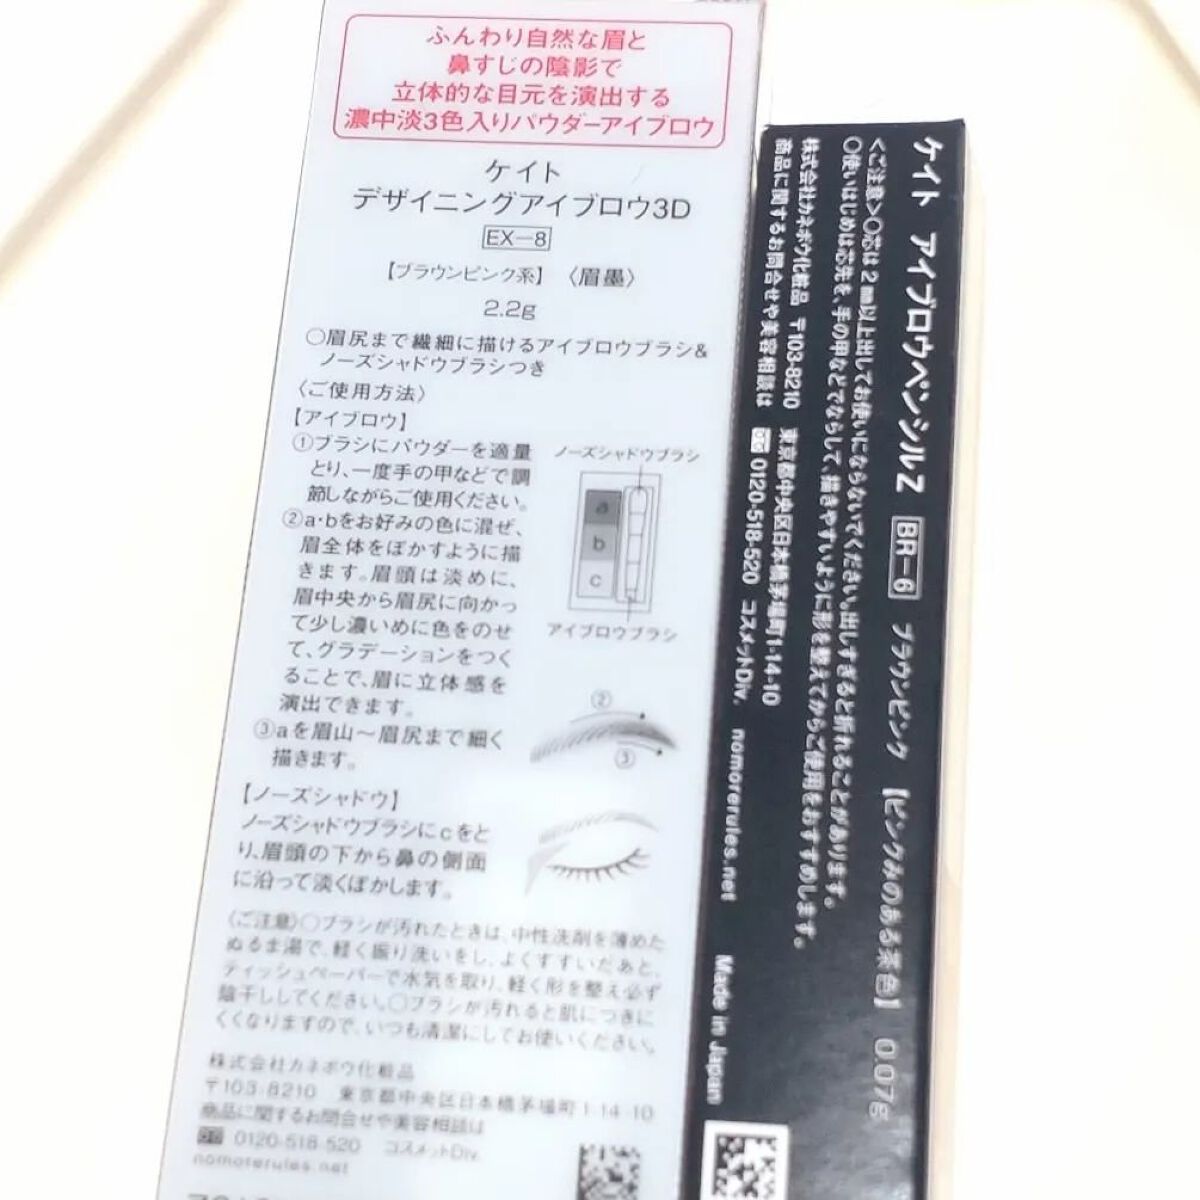 ふんわり自然な眉と
鼻すじの陰影で
立体的な目元を演出する
濃中淡3色入りパウダーアイブロウ
ケイト
デザイニングアイブロウ3D
EX-8
【ブラウンピンク系】〈眉墨〉
2.2g
○眉尻まで繊細に描けるアイブロウブラシ&
ノーズシャドウブラシつき
〈ご使用方法〉
【アイブロウ】
①ブラシにパウダーを適量
とり、一度手の甲などで調
節しながらご使用ください。
②a・bをお好みの色に混ぜ、
眉全体をぼかすように描
きます。眉頭は淡めに、
眉中央から眉尻に向かっ
て少し濃いめに色をのせ
て、グラデーションをつく
ることで、眉に立体感を
演出できます。
③aを眉山〜眉尻まで細く
描きます。
ノーズシャドウブラシ
a
b
c
アイブロウブラシ
②
③
【ノーズシャドウ】
ノーズシャドウブラシにcをと
り、眉頭の下から鼻の側面
に沿って淡くぼかします。
〈ご注意〉○ブラシが汚れたときは、中性洗剤を薄めた
ぬるま湯で、軽く振り洗いをし、よくすすいだあと、
ティッシュペーパーで水気を取り、軽く形を整え必ず
陰干ししてください。○ブラシが汚れると肌につきに
くくなりますので、いつも清潔にしてお使いください。
株式会社カネボウ化粧品
〒103-8210 東京都中央区日本橋茅場町1-14-10
商品に関するお問合せや美容相談は
0120-518-520 コスメットDiv.
nomorerules.net
ケイト アイブロウペンシルZ BR-6 ブラウンピンク 【ピンクみのある茶色】 0.07g
〈ご注意〉○芯は2mm以上出してお使いにならないでください。出しすぎると折れることがあります。
○使いはじめは芯先を、手の甲などでならして、描きやすいように形を整えてからご使用をおすすめします。
株式会社カネボウ化粧品 〒103-8210 東京都中央区日本橋茅場町1-14-10
商品に関するお問合せや美容相談は 0120-518-520 コスメットDiv. nomorerules.net Made in Japan